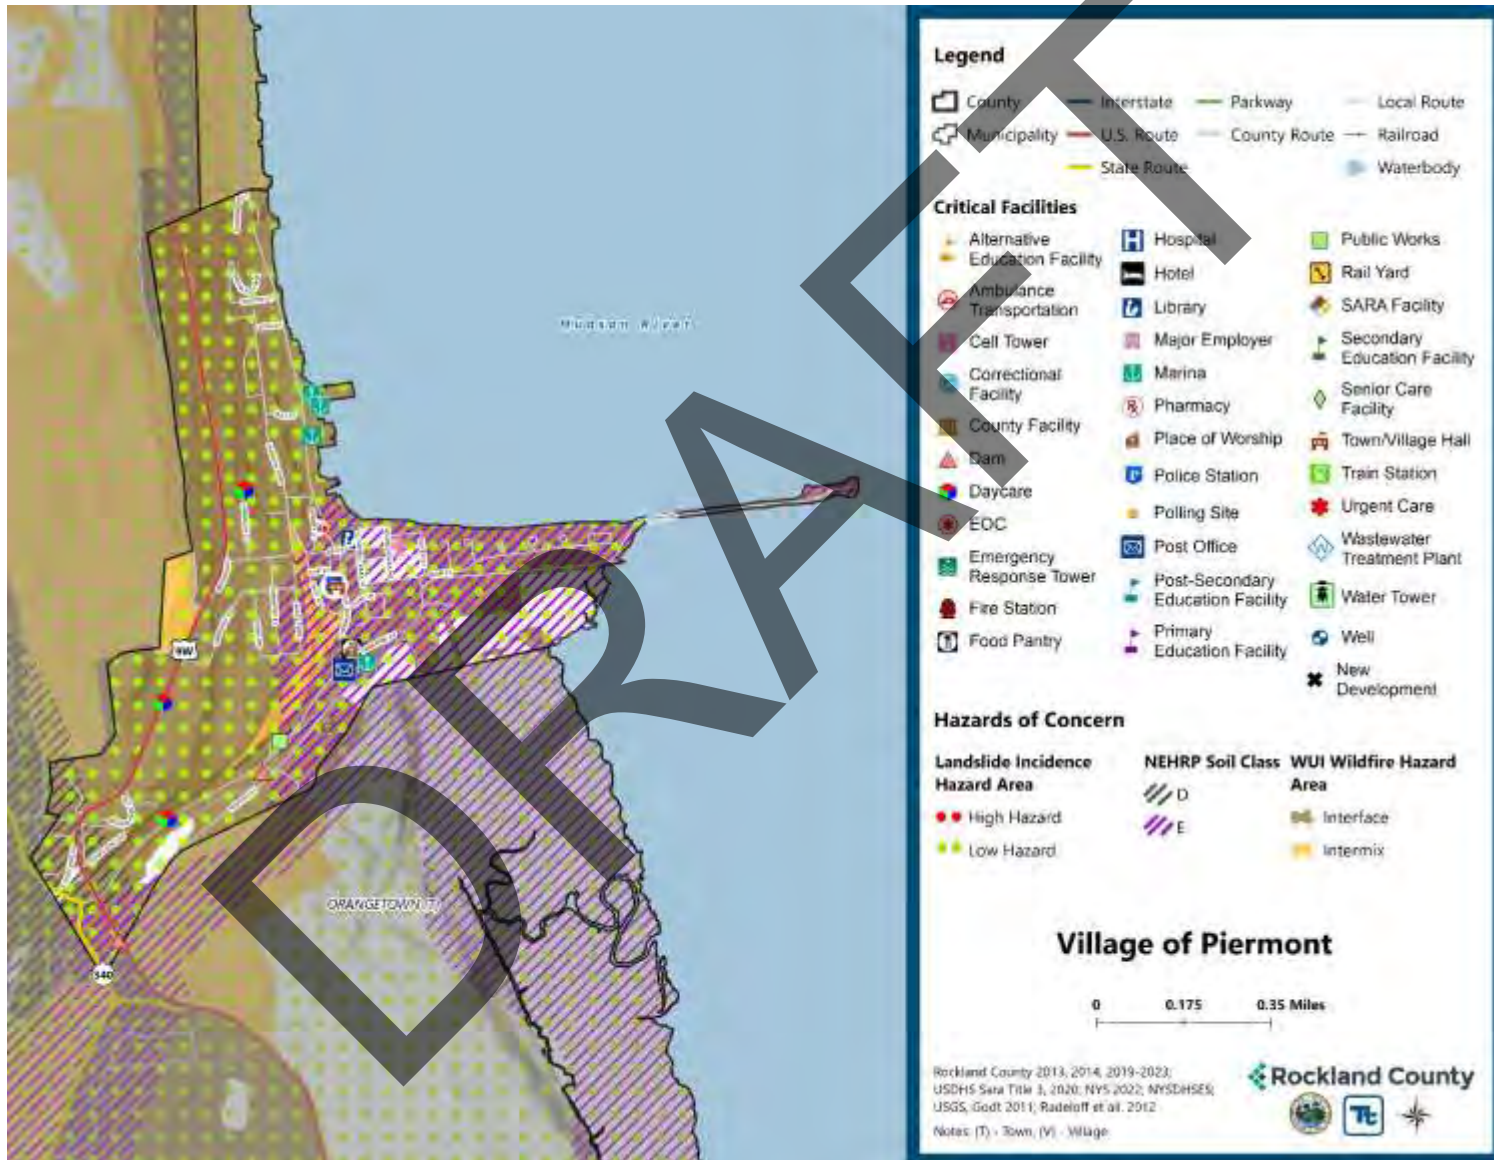 Hudson River
9W
ORANGETOWN (T)
340
DRAFT
Legend
County
Interstate
Parkway
Local Route
Municipality
U.S. Route
County Route
Railroad
State Route
Waterbody
Critical Facilities
Alternative
Education Facility
Ambulance
Transportation
Cell Tower
Correctional
Facility
County Facility
Dam
Daycare
EOC
Emergency
Response Tower
Fire Station
Food Pantry
Hospital
Hotel
Library
Major Employer
Marina
Pharmacy
Place of Worship
Police Station
Polling Site
Post Office
Post-Secondary
Education Facility
Primary
Education Facility
Public Works
Rail Yard
SARA Facility
Secondary
Education Facility
Senior Care
Facility
Town/Village Hall
Train Station
Urgent Care
Wastewater
Treatment Plant
Water Tower
Well
New
Development
Hazards of Concern
Landslide Incidence
Hazard Area
High Hazard
Low Hazard
NEHRP Soil Class
D
E
WUI Wildfire Hazard
Area
Interface
Intermix
Village of Piermont
0 0.175 0.35 Miles
Rockland County 2013, 2014, 2019-2023;
USDHS Sara Title 3, 2020; NYS 2022; NYSDHSES;
USGS, Godt 2011; Radeloff et all. 2012
Notes: (T) - Town, (V) - Village
Rockland County
Tt